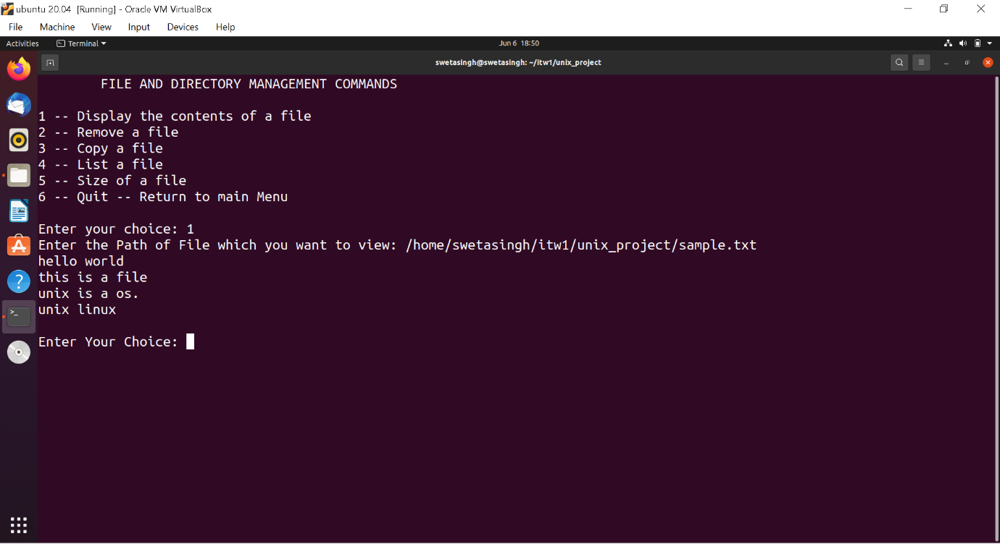 ubuntu 20.04 [Running] - Oracle VM VirtualBox
File Machine View Input Devices Help
Activities Terminal Jun 6 18:50
swetasingh@swetasingh: ~/itw1/unix_project
FILE AND DIRECTORY MANAGEMENT COMMANDS
1 -- Display the contents of a file
2 -- Remove a file
3 -- Copy a file
4 -- List a file
5 -- Size of a file
6 -- Quit -- Return to main Menu
Enter your choice: 1
Enter the Path of File which you want to view: /home/swetasingh/itw1/unix_project/sample.txt
hello world
this is a file
unix is a os.
unix linux
Enter Your Choice: